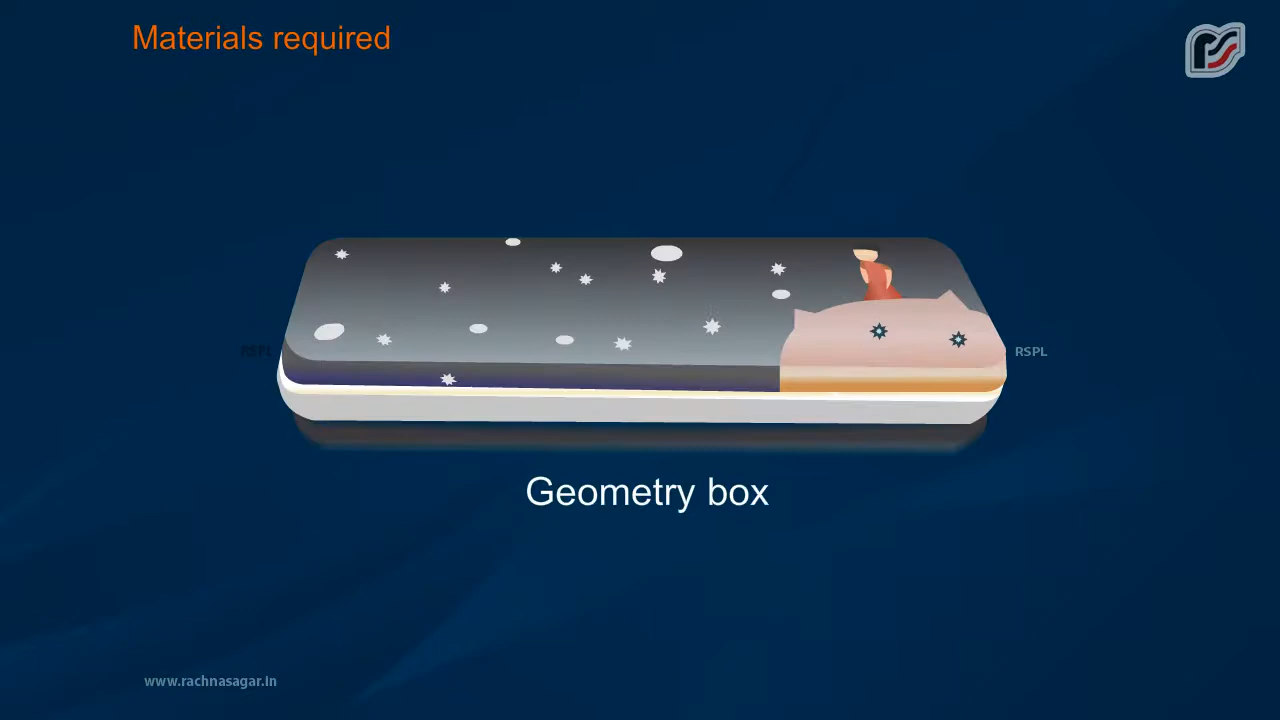 Materials required
RSPL
RSPL
Geometry box
www.rachnasagar.in